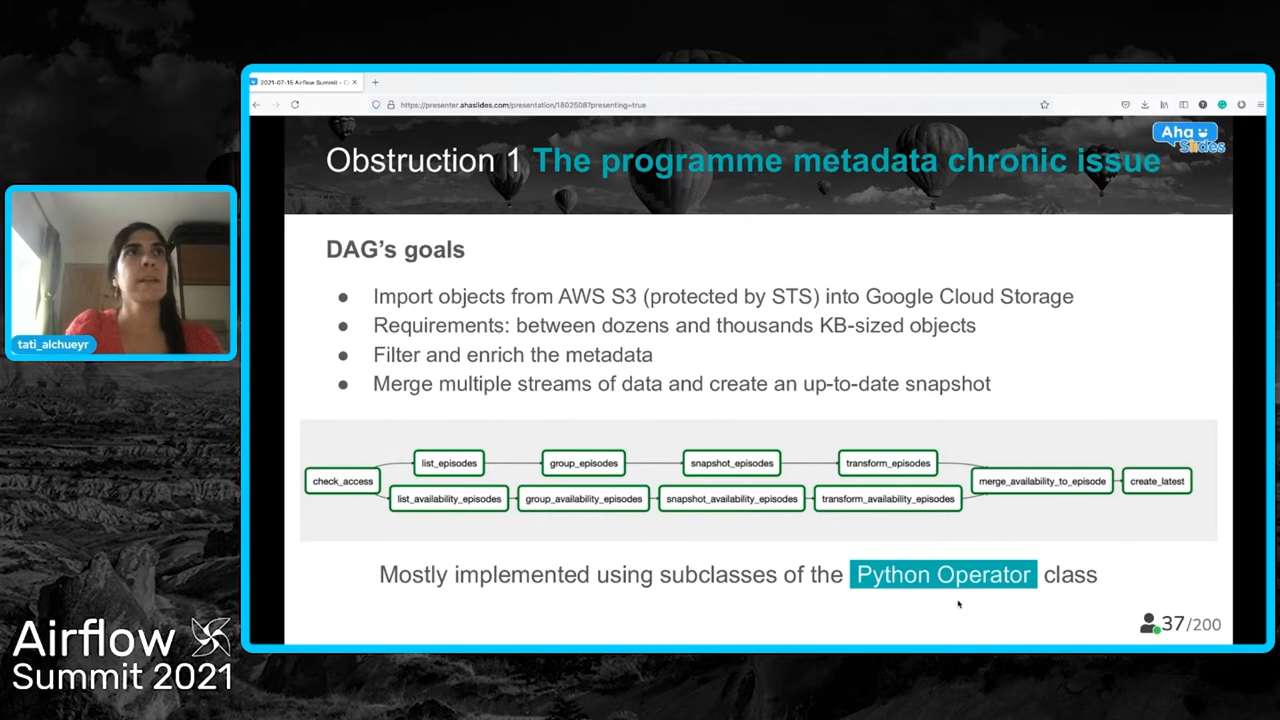 2021-07-15 Airflow Summit - C
https://presenter.ahaslides.com/presentation/1802508?presenting=true
Aha
Slides
Obstruction 1 The programme metadata chronic issue
DAG's goals
● Import objects from AWS S3 (protected by STS) into Google Cloud Storage
● Requirements: between dozens and thousands KB-sized objects
● Filter and enrich the metadata
● Merge multiple streams of data and create an up-to-date snapshot
list_episodes group_episodes snapshot_episodes transform_episodes
check_access merge_availability_to_episode create_latest
list_availability_episodes group_availability_episodes snapshot_availability_episodes transform_availability_episodes
Mostly implemented using subclasses of the Python Operator class
37/200
tati_alchueyr
Airflow
Summit 2021